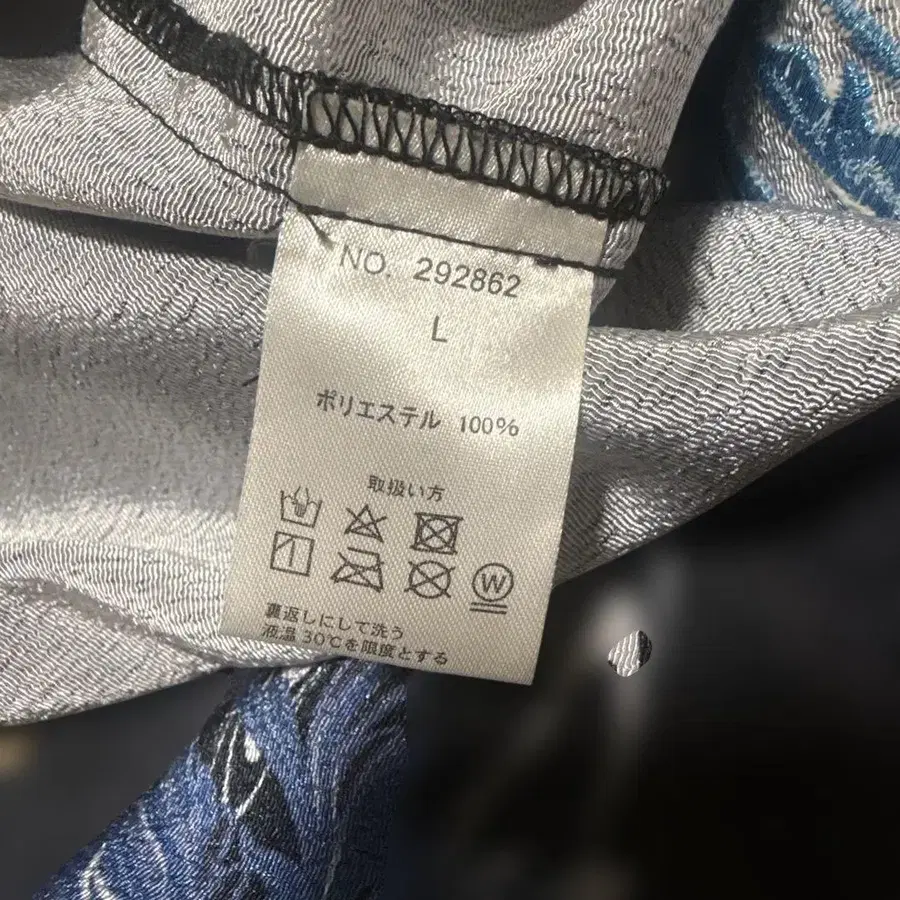 NO. 292862
L
ポリエステル 100%
取扱い方
W
裏返しにして洗う
液温 30℃を限度とする